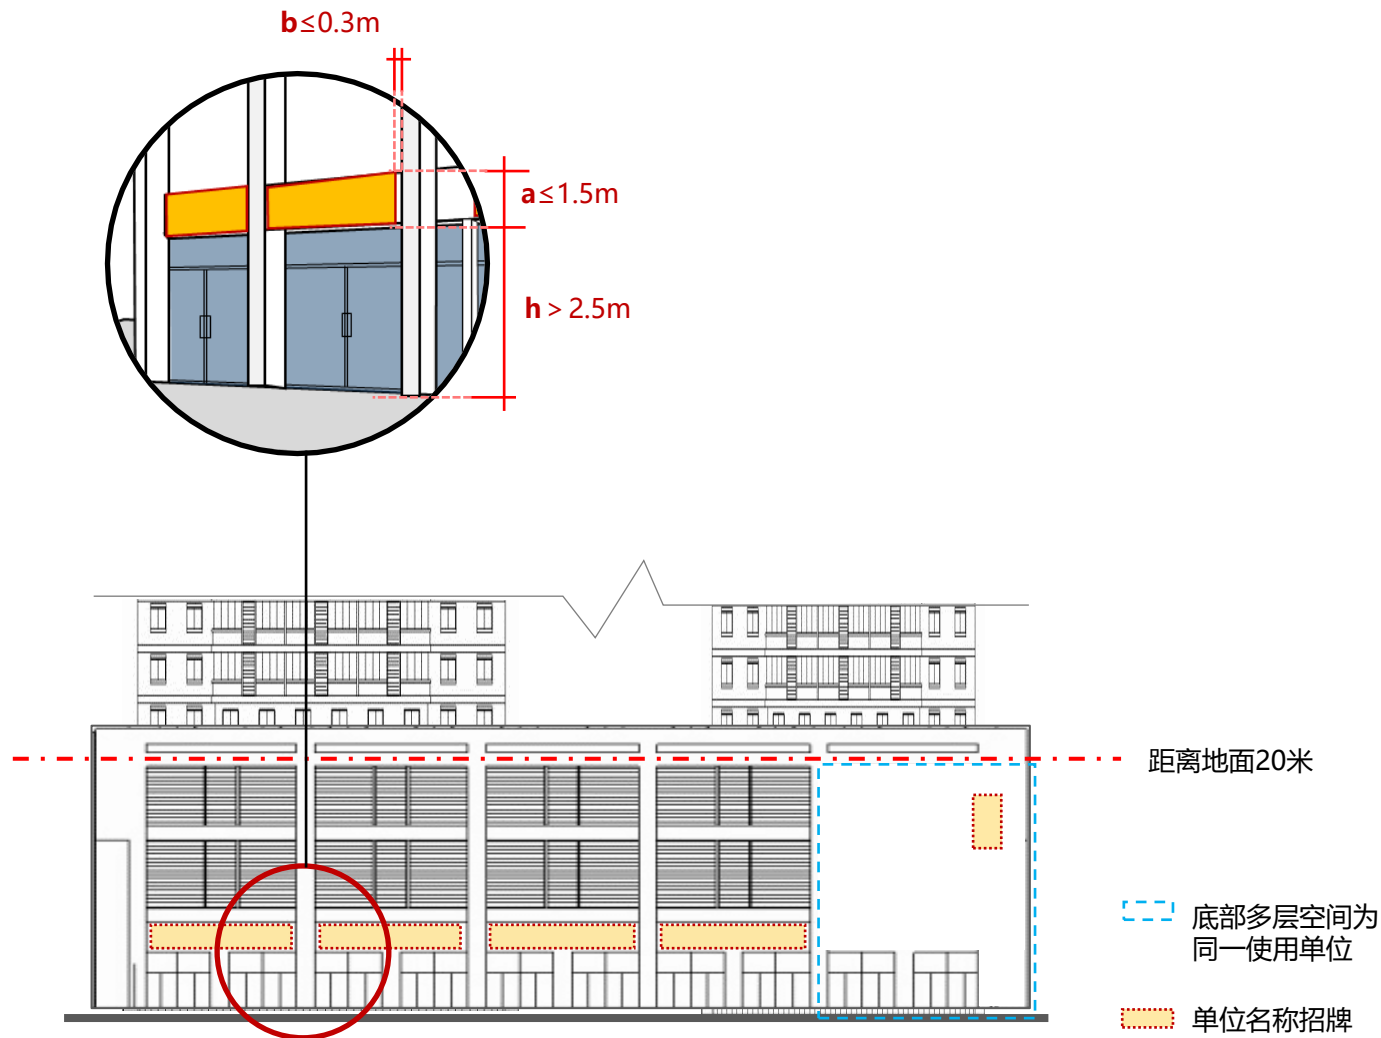 b≤0.3m
a≤1.5m
h > 2.5m
距离地面20米
底部多层空间为
同一使用单位
单位名称招牌